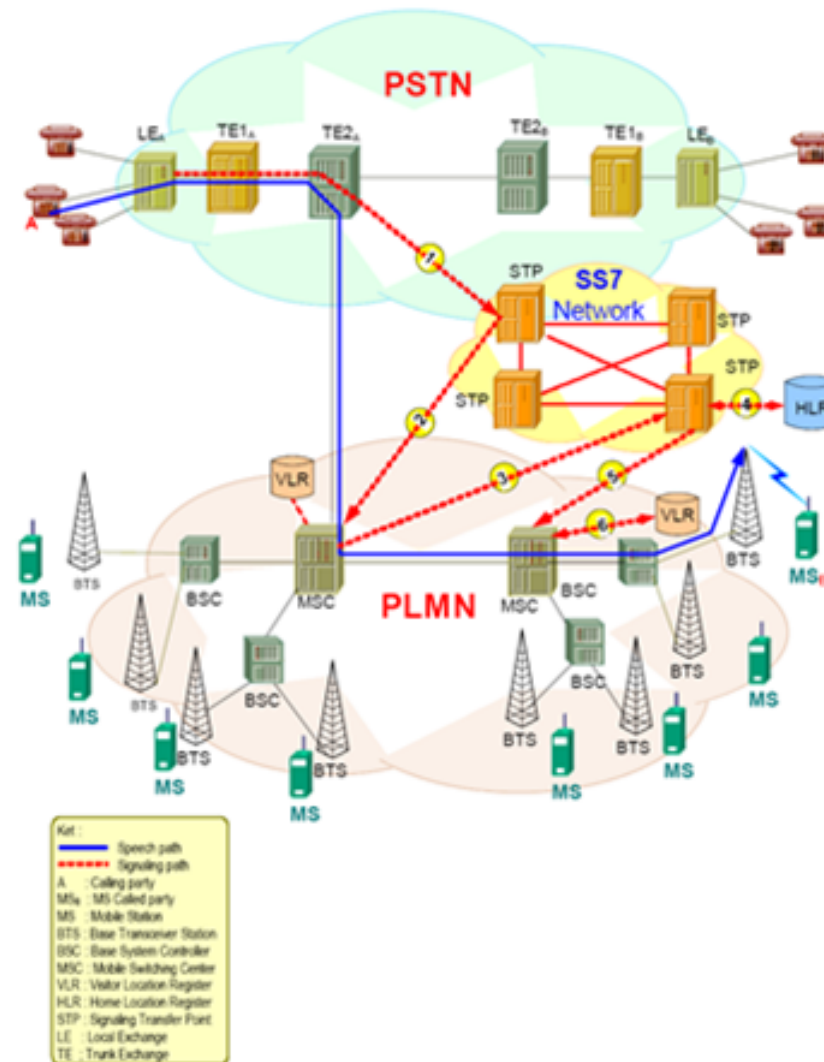 PSTN
LEA
TE1A
TE2A
TE2B
TE1B
LEB
A
1
STP
SS7
Network
STP
STP
STP
4
HLR
2
3
5
VLR
6
VLR
BTS
MS
BTS
BSC
MSC
PLMN
MSC
BSC
BTS
MS
BTS
BTS
MS
BSC
BSC
BTS
MS
BTS
BTS
BTS
MS
MS
MS
MS
Ket :
Speech path
Signaling path
A : Calling party
MSB : MS Called party
MS : Mobile Station
BTS : Base Transceiver Station
BSC : Base System Controller
MSC : Mobile Switching Center
VLR : Visitor Location Register
HLR : Home Location Register
STP : Signaling Transfer Point
LE : Local Exchange
TE : Trunk Exchange